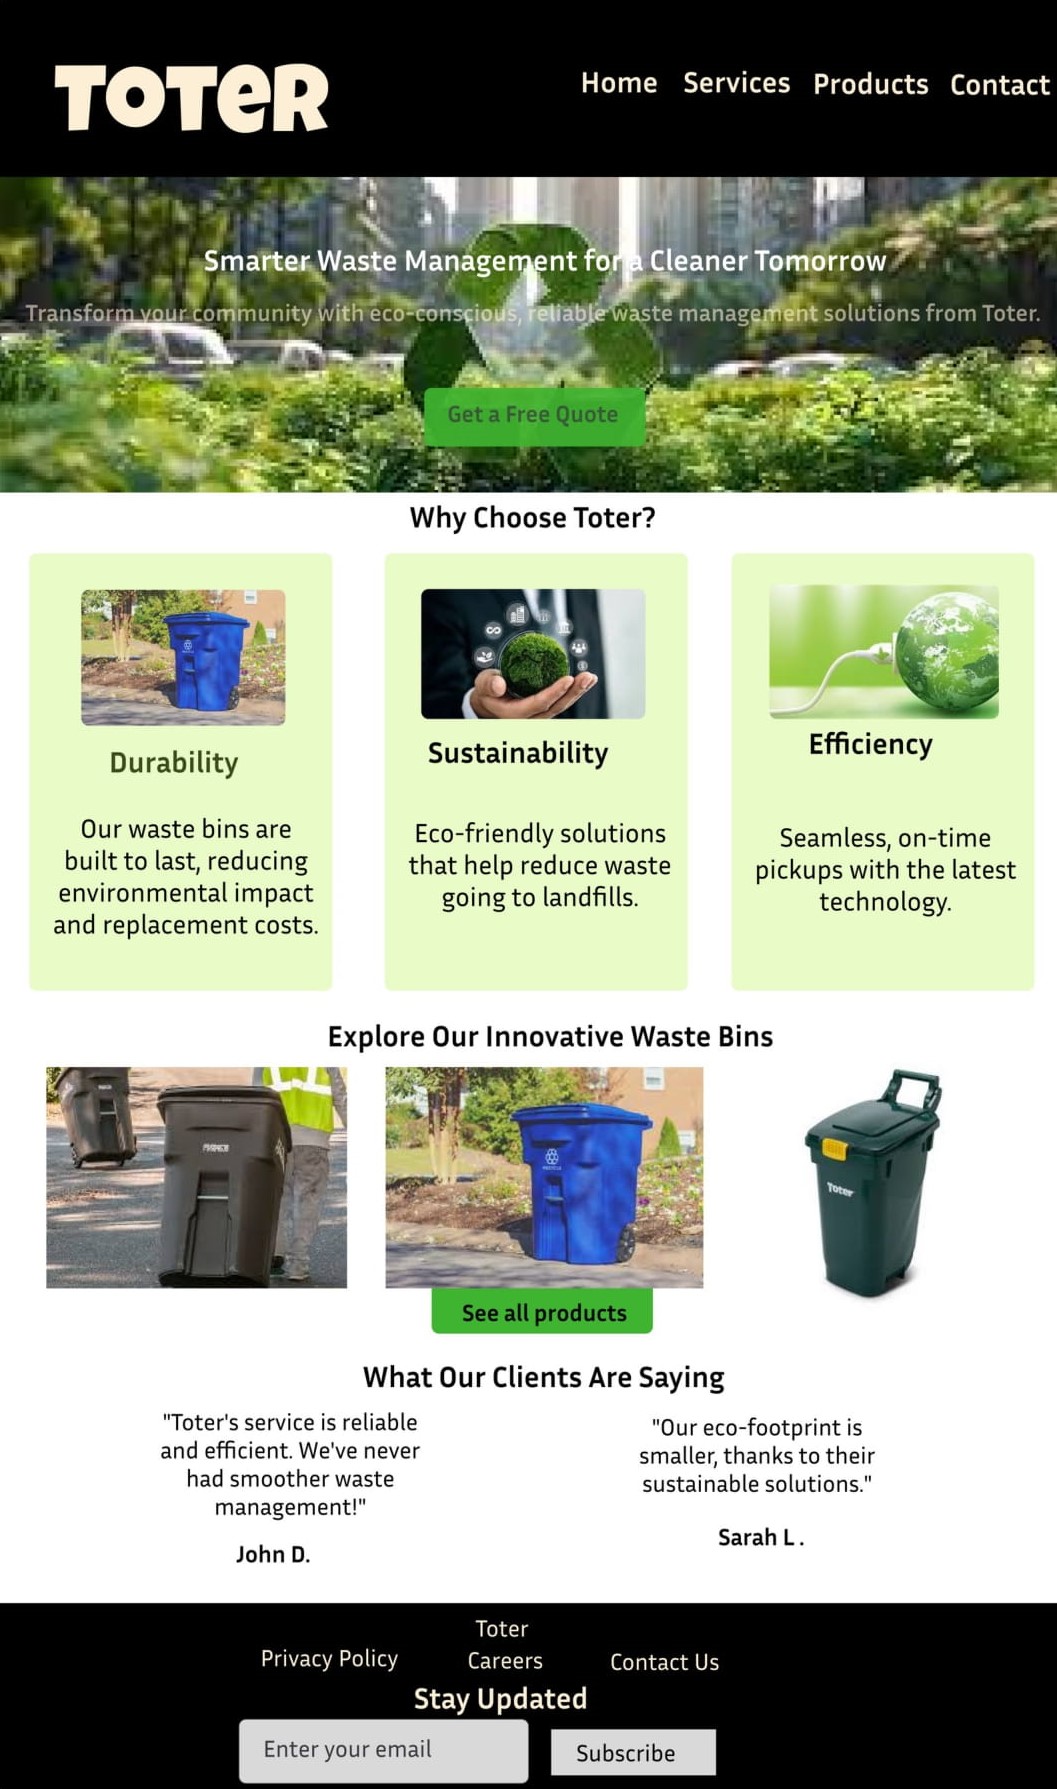 TOTER
Home Services Products Contact
Smarter Waste Management for a Cleaner Tomorrow
Transform your community with eco-conscious, reliable waste management solutions from Toter.
Get a Free Quote
Why Choose Toter?
Durability
Our waste bins are
built to last, reducing
environmental impact
and replacement costs.
Sustainability
Eco-friendly solutions
that help reduce waste
going to landfills.
Efficiency
Seamless, on-time
pickups with the latest
technology.
Explore Our Innovative Waste Bins
Toter
See all products
What Our Clients Are Saying
"Toter's service is reliable
and efficient. We've never
had smoother waste
management!"
John D.
"Our eco-footprint is
smaller, thanks to their
sustainable solutions."
Sarah L .
Toter
Privacy Policy Careers Contact Us
Stay Updated
Enter your email Subscribe